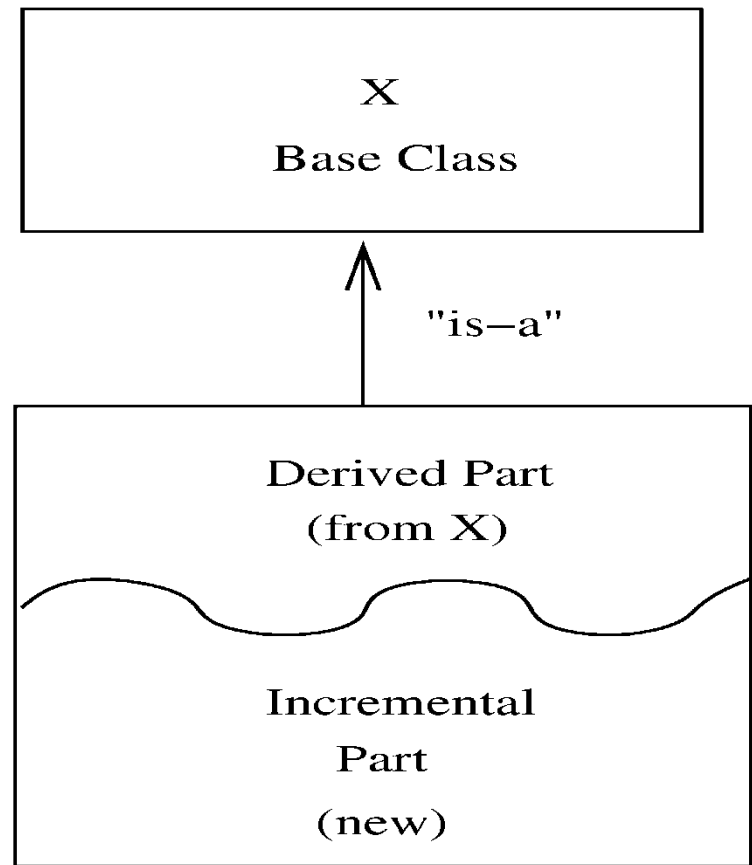 X
Base Class
"is−a"
Derived Part
(from X)
Incremental
Part
(new)